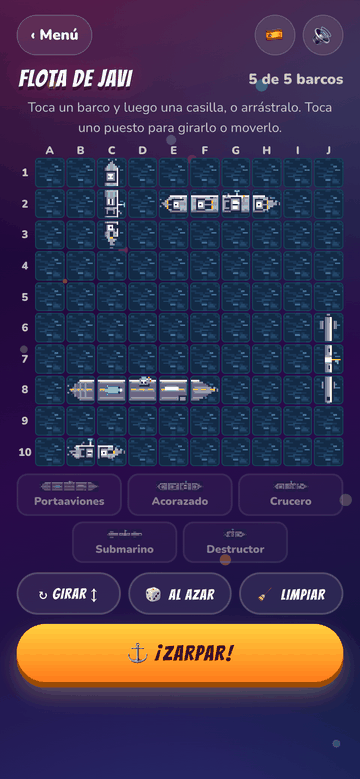 ‹ Menú
FLOTA DE JAVI
5 de 5 barcos
Toca un barco y luego una casilla, o arrástralo. Toca
uno puesto para girarlo o moverlo.
A B C D E F G H I J
1
2
3
4
5
6
7
8
9
10
Portaaviones
Acorazado
Crucero
Submarino
Destructor
↻ GIRAR ↕
AL AZAR
LIMPIAR
¡ZARPAR!